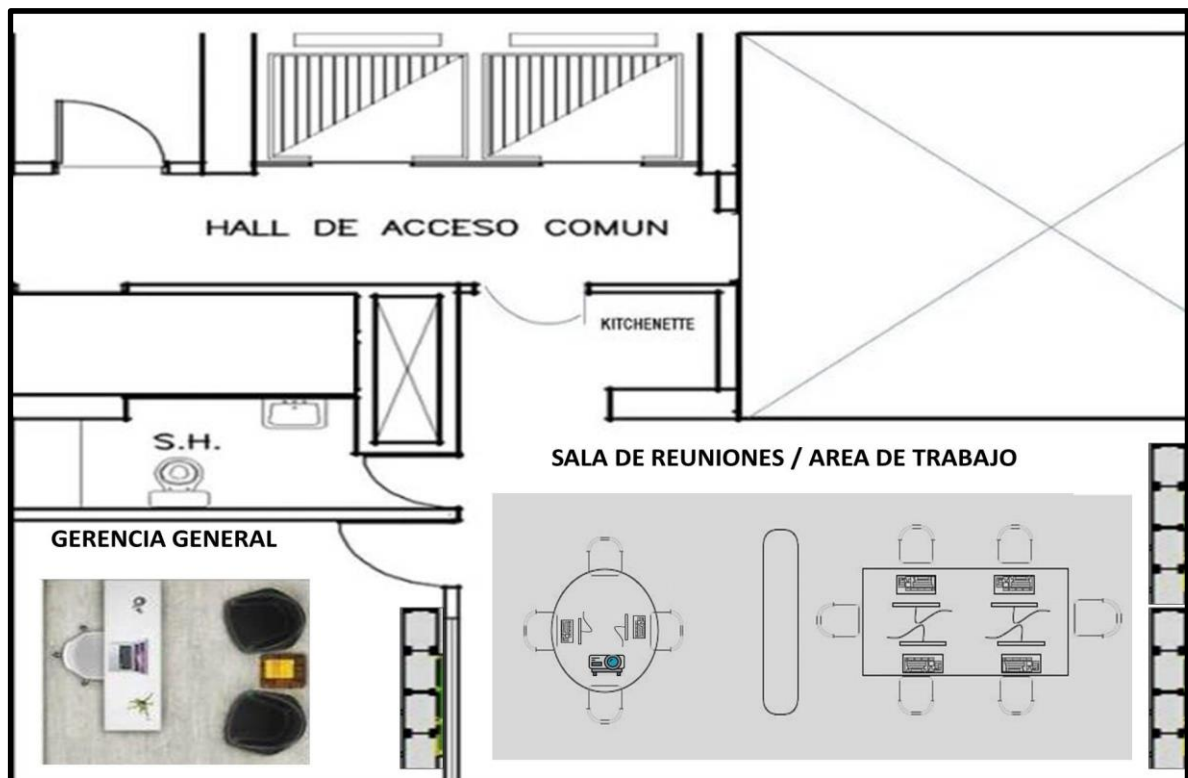 HALL DE ACCESO COMUN
KITCHENETTE
S.H.
SALA DE REUNIONES / AREA DE TRABAJO
GERENCIA GENERAL